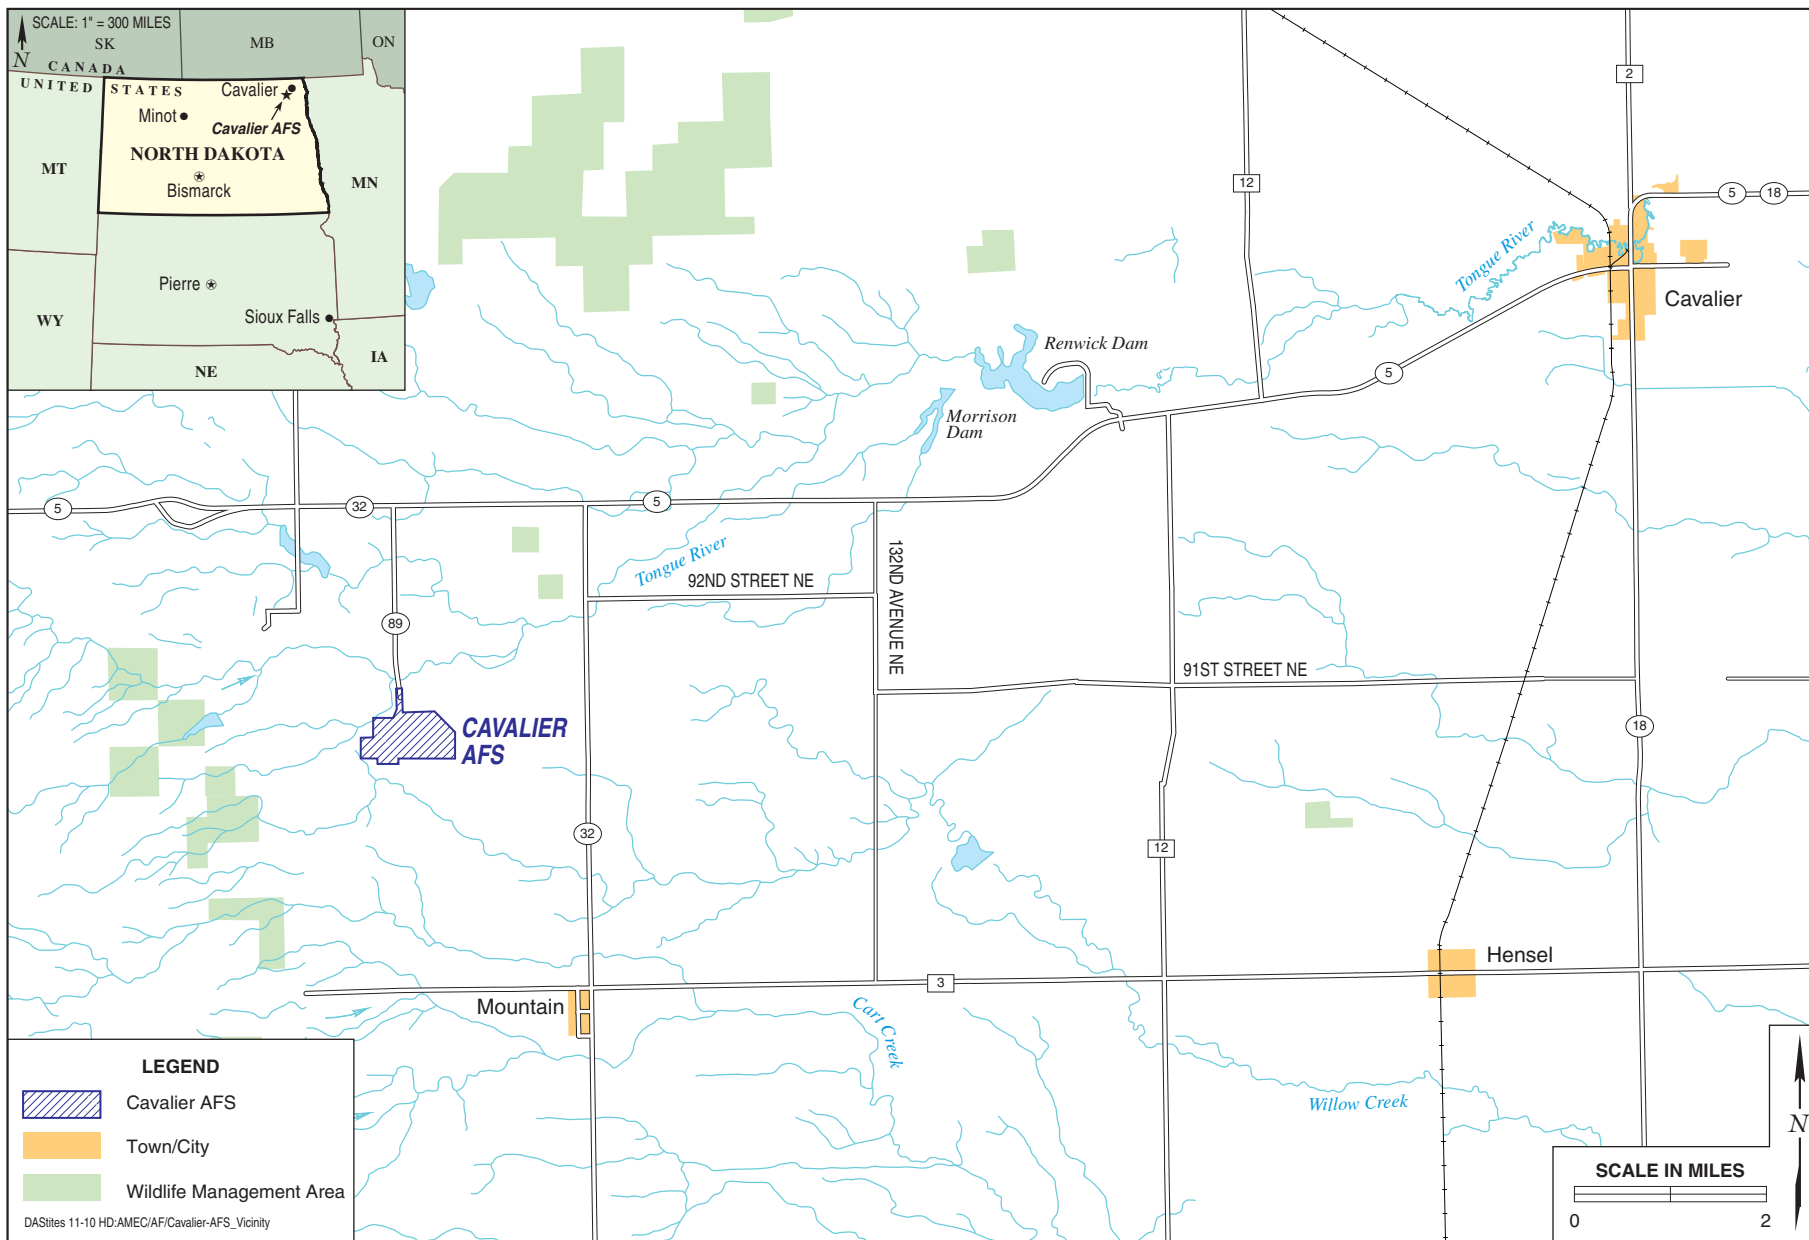 SCALE: 1" = 300 MILES
N
SK
MB
ON
CANADA
UNITED STATES
Cavalier
Minot
Cavalier AFS
NORTH DAKOTA
MT
Bismarck
MN
Pierre
WY
Sioux Falls
IA
NE
2
12
5
18
Tongue River
Cavalier
Renwick Dam
5
Morrison
Dam
5
32
5
Tongue River
92ND STREET NE
132ND AVENUE NE
89
91ST STREET NE
CAVALIER
AFS
18
32
12
Hensel
3
Mountain
Cart Creek
Willow Creek
LEGEND
Cavalier AFS
Town/City
Wildlife Management Area
DAStites 11-10 HD:AMEC/AF/Cavalier-AFS_Vicinity
N
SCALE IN MILES
0
2